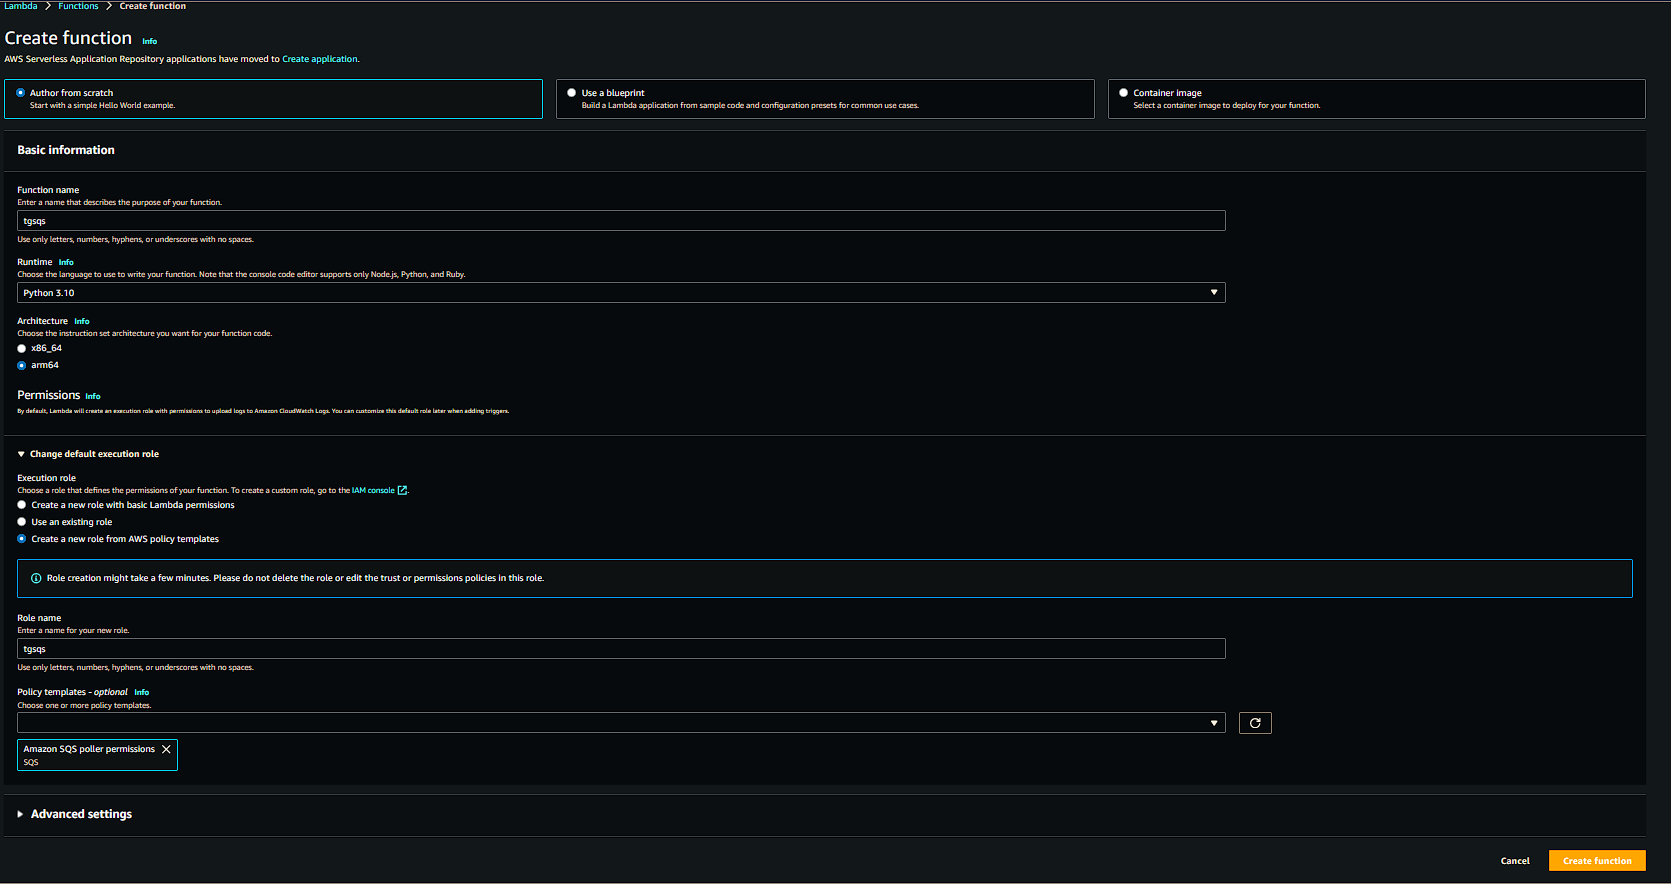 Lambda > Functions > Create function
Create function Info
AWS Serverless Application Repository applications have moved to Create application.
Author from scratch
Start with a simple Hello World example.
Use a blueprint
Build a Lambda application from sample code and configuration presets for common use cases.
Container image
Select a container image to deploy for your function.
Basic information
Function name
Enter a name that describes the purpose of your function.
tgsqs
Use only letters, numbers, hyphens, or underscores with no spaces.
Runtime Info
Choose the language to use to write your function. Note that the console code editor supports only Node.js, Python, and Ruby.
Python 3.10
Architecture Info
Choose the instruction set architecture you want for your function code.
x86_64
arm64
Permissions Info
By default, Lambda will create an execution role with permissions to upload logs to Amazon CloudWatch Logs. You can customize this default role later when adding triggers.
Change default execution role
Execution role
Choose a role that defines the permissions of your function. To create a custom role, go to the IAM console.
Create a new role with basic Lambda permissions
Use an existing role
Create a new role from AWS policy templates
Role creation might take a few minutes. Please do not delete the role or edit the trust or permissions policies in this role.
Role name
Enter a name for your new role.
tgsqs
Use only letters, numbers, hyphens, or underscores with no spaces.
Policy templates - optional Info
Choose one or more policy templates.
Amazon SQS poller permissions
SQS
Advanced settings
Cancel
Create function